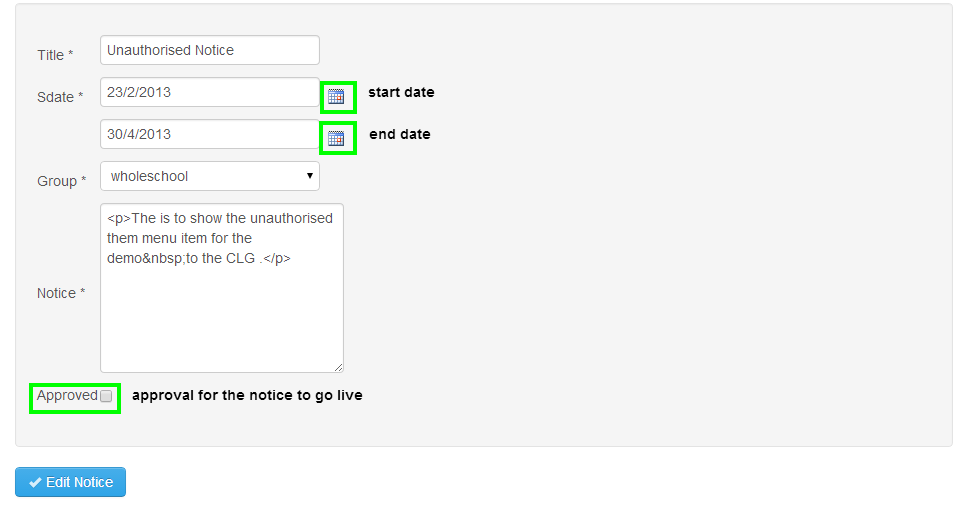 Title * Unauthorised Notice
Sdate * 23/2/2013 start date
30/4/2013 end date
Group * wholeschool
Notice *
<p>The is to show the unauthorised
them menu item for the
demo&nbsp;to the CLG .</p>
Approved approval for the notice to go live
Edit Notice